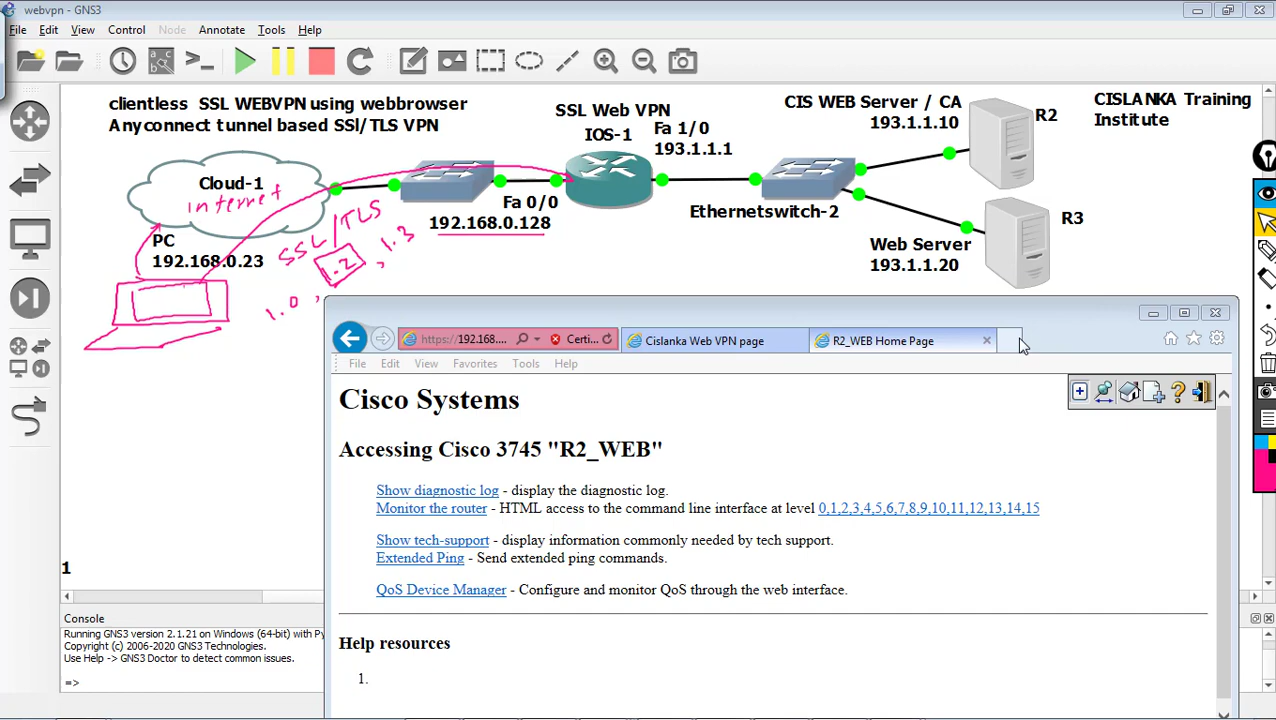 webvpn - GNS3
File Edit View Control Node Annotate Tools Help
clientless SSL WEBVPN using webbrowser
Anyconnect tunnel based SSl/TLS VPN
SSL Web VPN
IOS-1
Fa 1/0
193.1.1.1
CIS WEB Server / CA
193.1.1.10
R2
CISLANKA Training
Institute
Cloud-1
internet
Fa 0/0
192.168.0.128
Ethernetswitch-2
R3
Web Server
193.1.1.20
PC
192.168.0.23
SSL/TLS
1.0, 1.2, 1.3
https://192.168.... Certi... Cislanka Web VPN page R2_WEB Home Page
File Edit View Favorites Tools Help
Cisco Systems
Accessing Cisco 3745 "R2_WEB"
Show diagnostic log - display the diagnostic log.
Monitor the router - HTML access to the command line interface at level 0,1,2,3,4,5,6,7,8,9,10,11,12,13,14,15
Show tech-support - display information commonly needed by tech support.
Extended Ping - Send extended ping commands.
QoS Device Manager - Configure and monitor QoS through the web interface.
Help resources
1.
1
Console
Running GNS3 version 2.1.21 on Windows (64-bit) with Py
Copyright (c) 2006-2020 GNS3 Technologies.
Use Help -> GNS3 Doctor to detect common issues.
=>